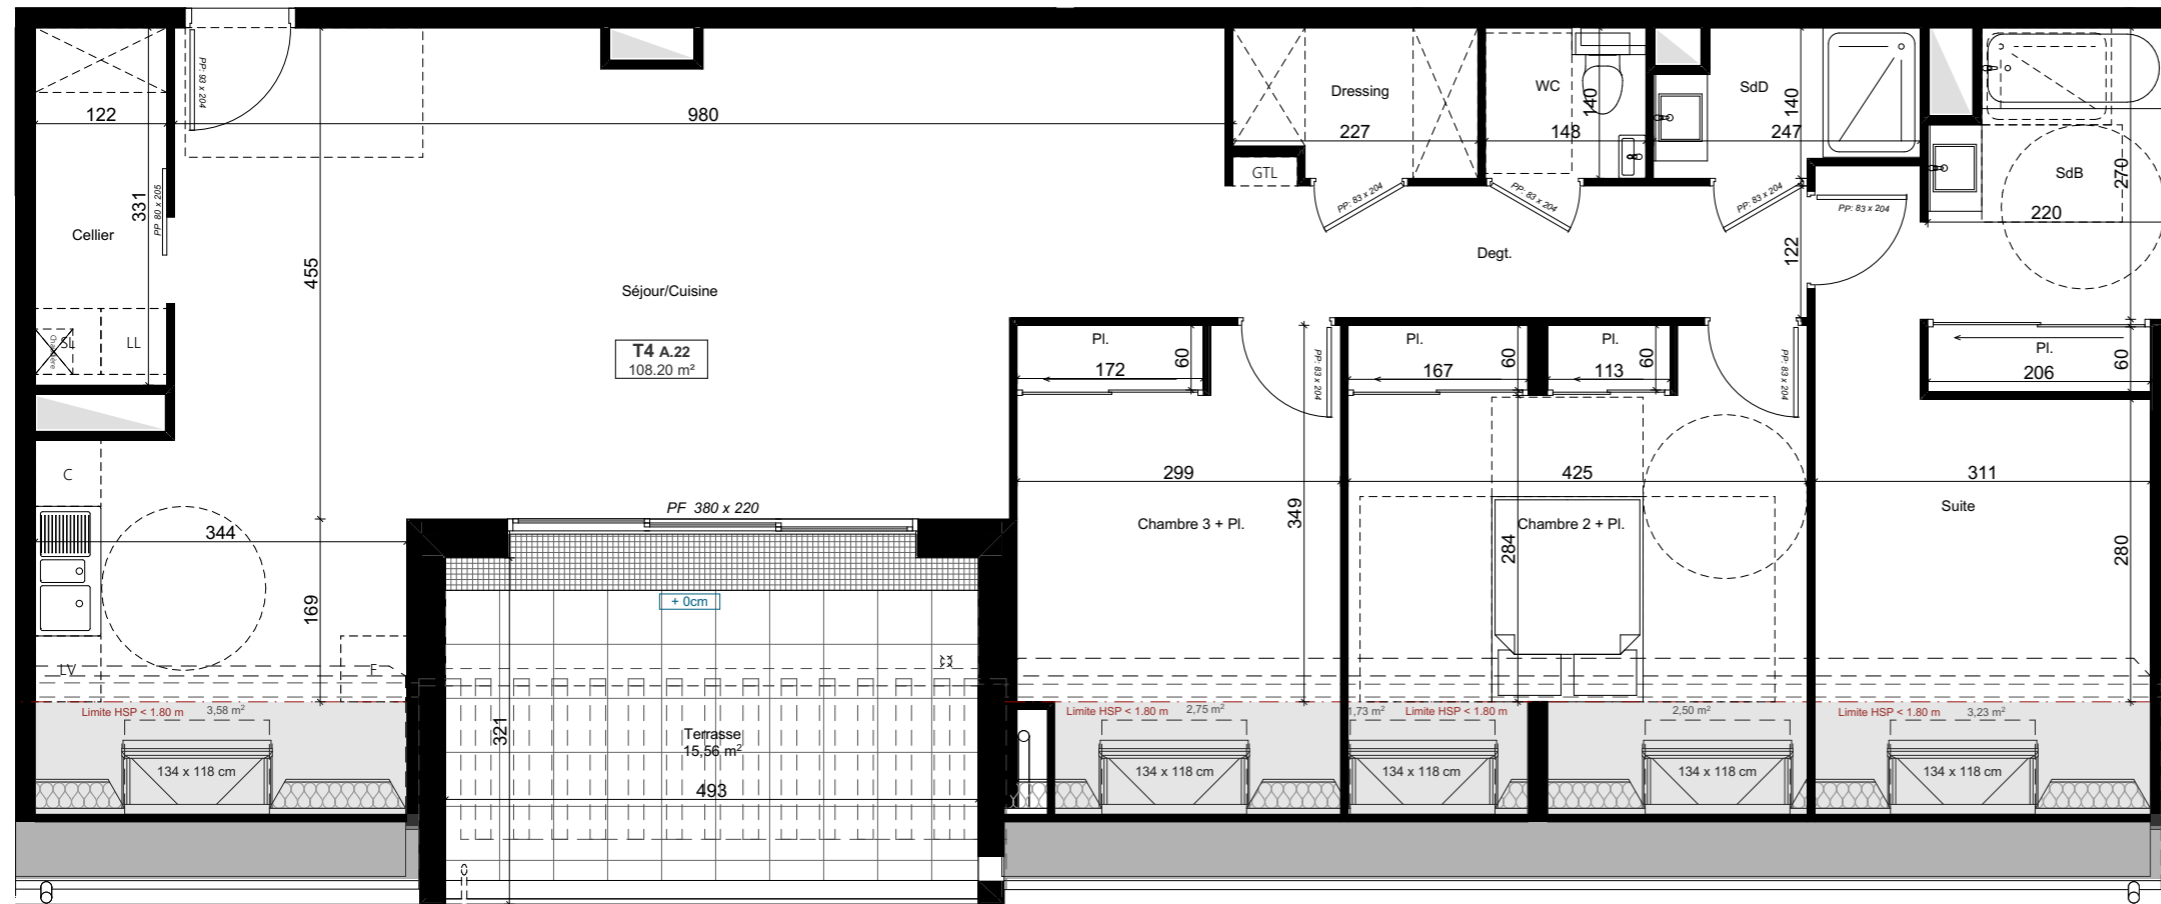 PP: 93 x 204
122
980
Dressing
227
WC
140
148
SdD
140
247
270
SdB
220
GTL
PP: 83 x 204
PP: 83 x 204
PP: 83 x 204
PP: 83 x 204
331
PP 80 x 205
Cellier
455
Degt.
122
Séjour/Cuisine
SL
LL
Chaudière
T4 A.22
108.20 m²
Pl.
172
60
PP: 83 x 204
Pl.
167
60
Pl.
113
60
PP: 83 x 204
Pl.
206
60
C
299
425
311
PF 380 x 220
Chambre 3 + Pl.
349
Chambre 2 + Pl.
284
Suite
280
344
+ 0cm
169
LV
F
Limite HSP < 1.80 m
3,58 m²
Limite HSP < 1.80 m
2,75 m²
1,73 m²
Limite HSP < 1.80 m
2,50 m²
Limite HSP < 1.80 m
3,23 m²
321
Terrasse
15,56 m²
134 x 118 cm
134 x 118 cm
134 x 118 cm
134 x 118 cm
134 x 118 cm
493